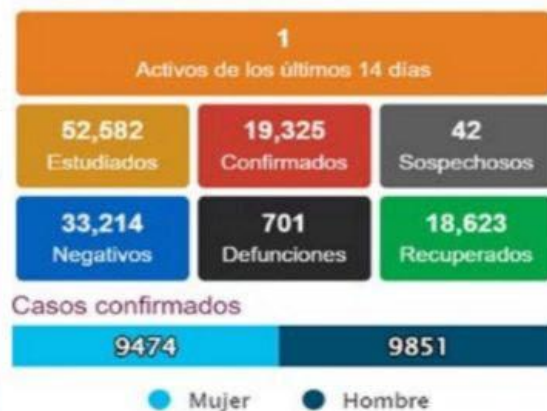 1
Activos de los últimos 14 días
52,582
Estudiados
19,325
Confirmados
42
Sospechosos
33,214
Negativos
701
Defunciones
18,623
Recuperados
Casos confirmados
9474 9851
Mujer Hombre